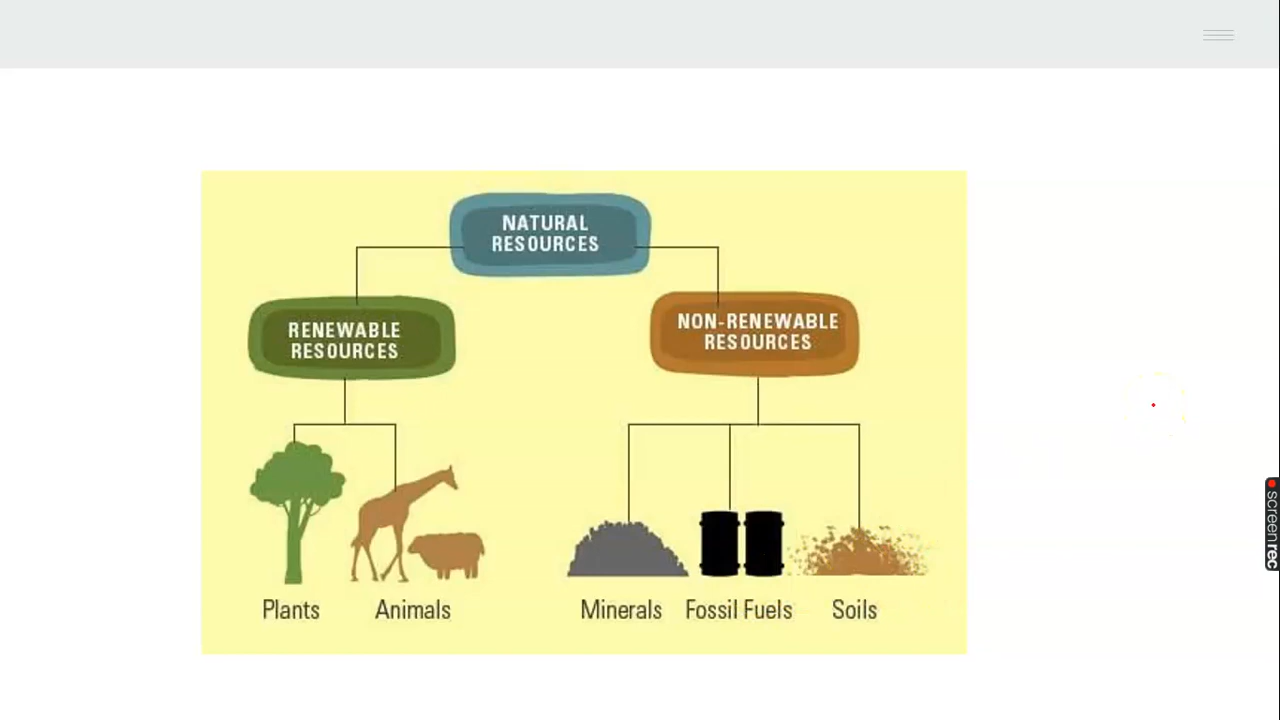 NATURAL
RESOURCES
RENEWABLE
RESOURCES
NON-RENEWABLE
RESOURCES
Plants
Animals
Minerals
Fossil Fuels
Soils
screenrec